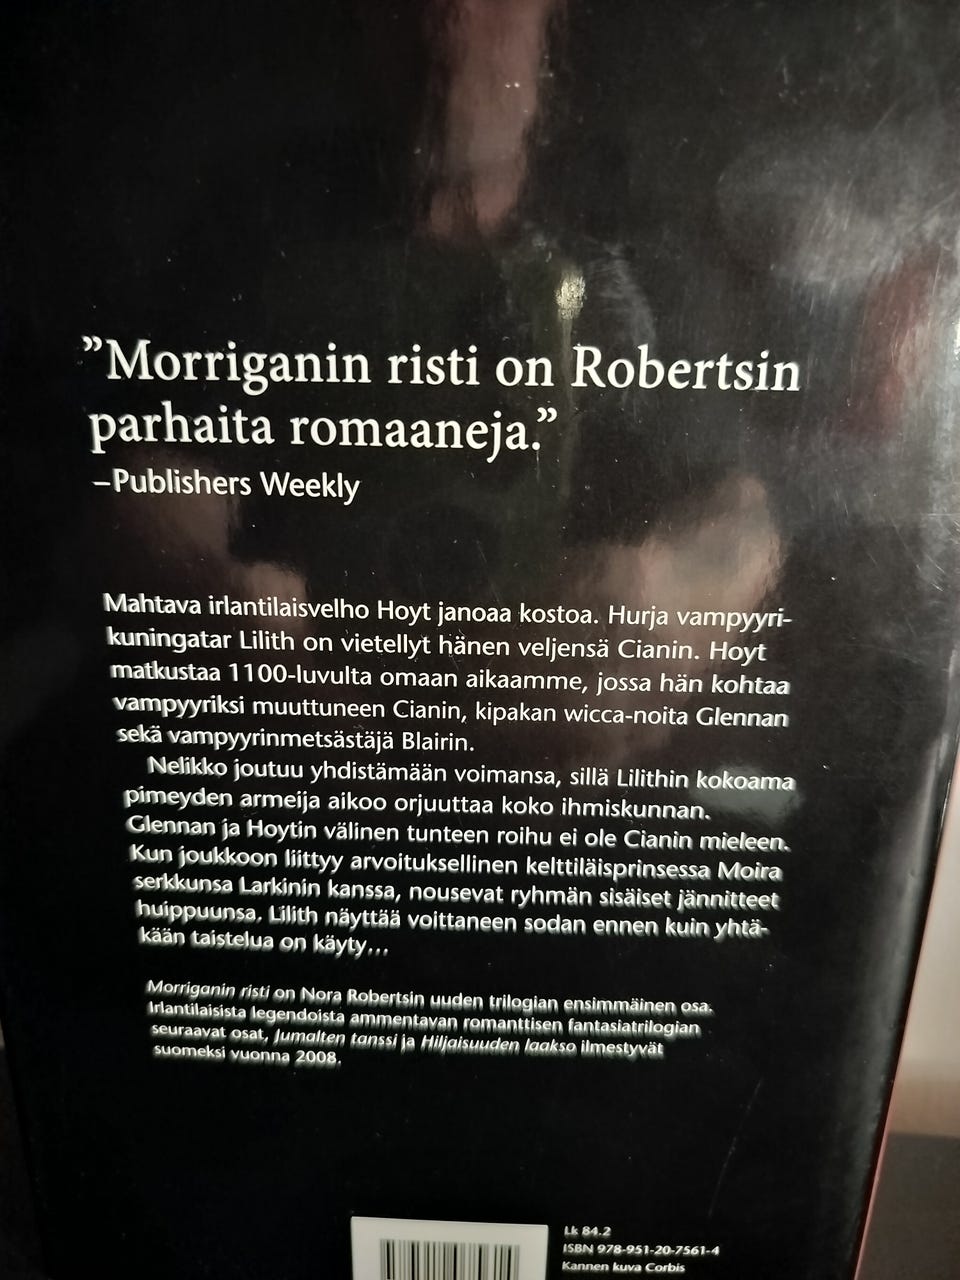 ”Morriganin risti on Robertsin
parhaita romaaneja.”
–Publishers Weekly
Mahtava irlantilaisvelho Hoyt janoaa kostoa. Hurja vampyyri-
kuningatar Lilith on vietellyt hänen veljensä Cianin. Hoyt
matkustaa 1100-luvulta omaan aikaamme, jossa hän kohtaa
vampyyriksi muuttuneen Cianin, kipakan wicca-noita Glennan
sekä vampyyrinmetsästäjä Blairin.
Nelikko joutuu yhdistämään voimansa, sillä Lilithin kokoama
pimeyden armeija aikoo orjuuttaa koko ihmiskunnan.
Glennan ja Hoytin välinen tunteen roihu ei ole Cianin mieleen.
Kun joukkoon liittyy arvoituksellinen kelttiläisprinsessa Moira
serkkunsa Larkinin kanssa, nousevat ryhmän sisäiset jännitteet
huippuunsa. Lilith näyttää voittaneen sodan ennen kuin yhtä-
kään taistelua on käyty...
Morriganin risti on Nora Robertsin uuden trilogian ensimmäinen osa.
Irlantilaisista legendoista ammentavan romanttisen fantasiatrilogian
seuraavat osat, Jumalten tanssi ja Hiljaisuuden laakso ilmestyvät
suomeksi vuonna 2008.
Lk 84.2
ISBN 978-951-20-7561-4
Kannen kuva Corbis